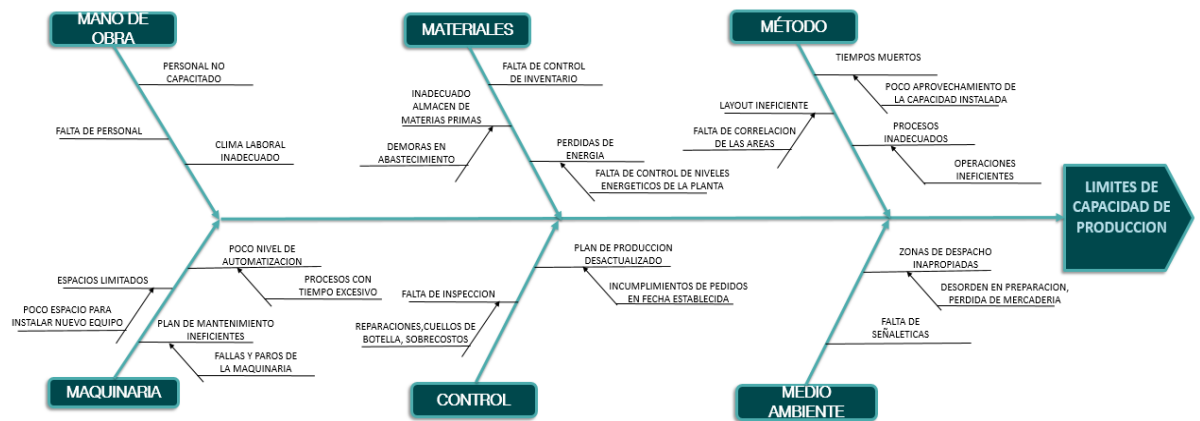 MANO DE
OBRA
PERSONAL NO
CAPACITADO
FALTA DE PERSONAL
CLIMA LABORAL
INADECUADO
MATERIALES
FALTA DE CONTROL
DE INVENTARIO
INADECUADO
ALMACEN DE
MATERIAS PRIMAS
DEMORAS EN
ABASTECIMIENTO
PERDIDAS DE
ENERGIA
FALTA DE CONTROL DE NIVELES
ENERGETICOS DE LA PLANTA
MÉTODO
TIEMPOS MUERTOS
POCO APROVECHAMIENTO DE
LA CAPACIDAD INSTALADA
LAYOUT INEFICIENTE
FALTA DE CORRELACION
DE LAS AREAS
PROCESOS
INADECUADOS
OPERACIONES
INEFICIENTES
LIMITES DE
CAPACIDAD DE
PRODUCCION
POCO NIVEL DE
AUTOMATIZACION
ESPACIOS LIMITADOS
PROCESOS CON
TIEMPO EXCESIVO
POCO ESPACIO PARA
INSTALAR NUEVO EQUIPO
PLAN DE MANTENIMIENTO
INEFICIENTES
FALLAS Y PAROS DE
LA MAQUINARIA
MAQUINARIA
PLAN DE PRODUCCION
DESACTUALIZADO
FALTA DE INSPECCION
INCUMPLIMIENTOS DE PEDIDOS
EN FECHA ESTABLECIDA
REPARACIONES,CUELLOS DE
BOTELLA, SOBRECOSTOS
CONTROL
ZONAS DE DESPACHO
INAPROPIADAS
DESORDEN EN PREPARACION,
PERDIDA DE MERCADERIA
FALTA DE
SEÑALETICAS
MEDIO
AMBIENTE